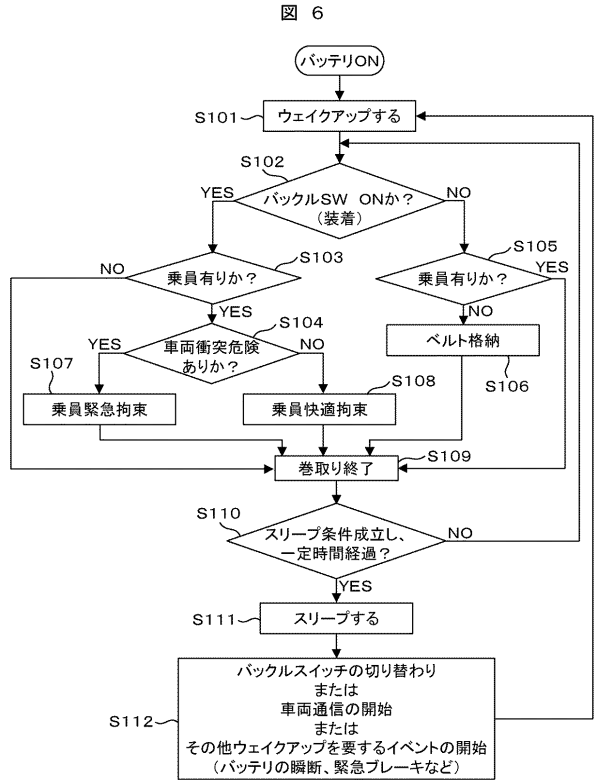 図 6
バッテリON
S101
ウェイクアップする
S102
バックルSW ONか?
(装着)
YES
NO
S103
乗員有りか?
NO
YES
S105
乗員有りか?
YES
NO
S104
車両衝突危険
ありか?
YES
NO
ベルト格納
S106
S107
乗員緊急拘束
S108
乗員快適拘束
S109
巻取り終了
S110
スリープ条件成立し、
一定時間経過?
NO
YES
S111
スリープする
S112
バックルスイッチの切り替わり
または
車両通信の開始
または
その他ウェイクアップを要するイベントの開始
(バッテリの瞬断、緊急ブレーキなど)